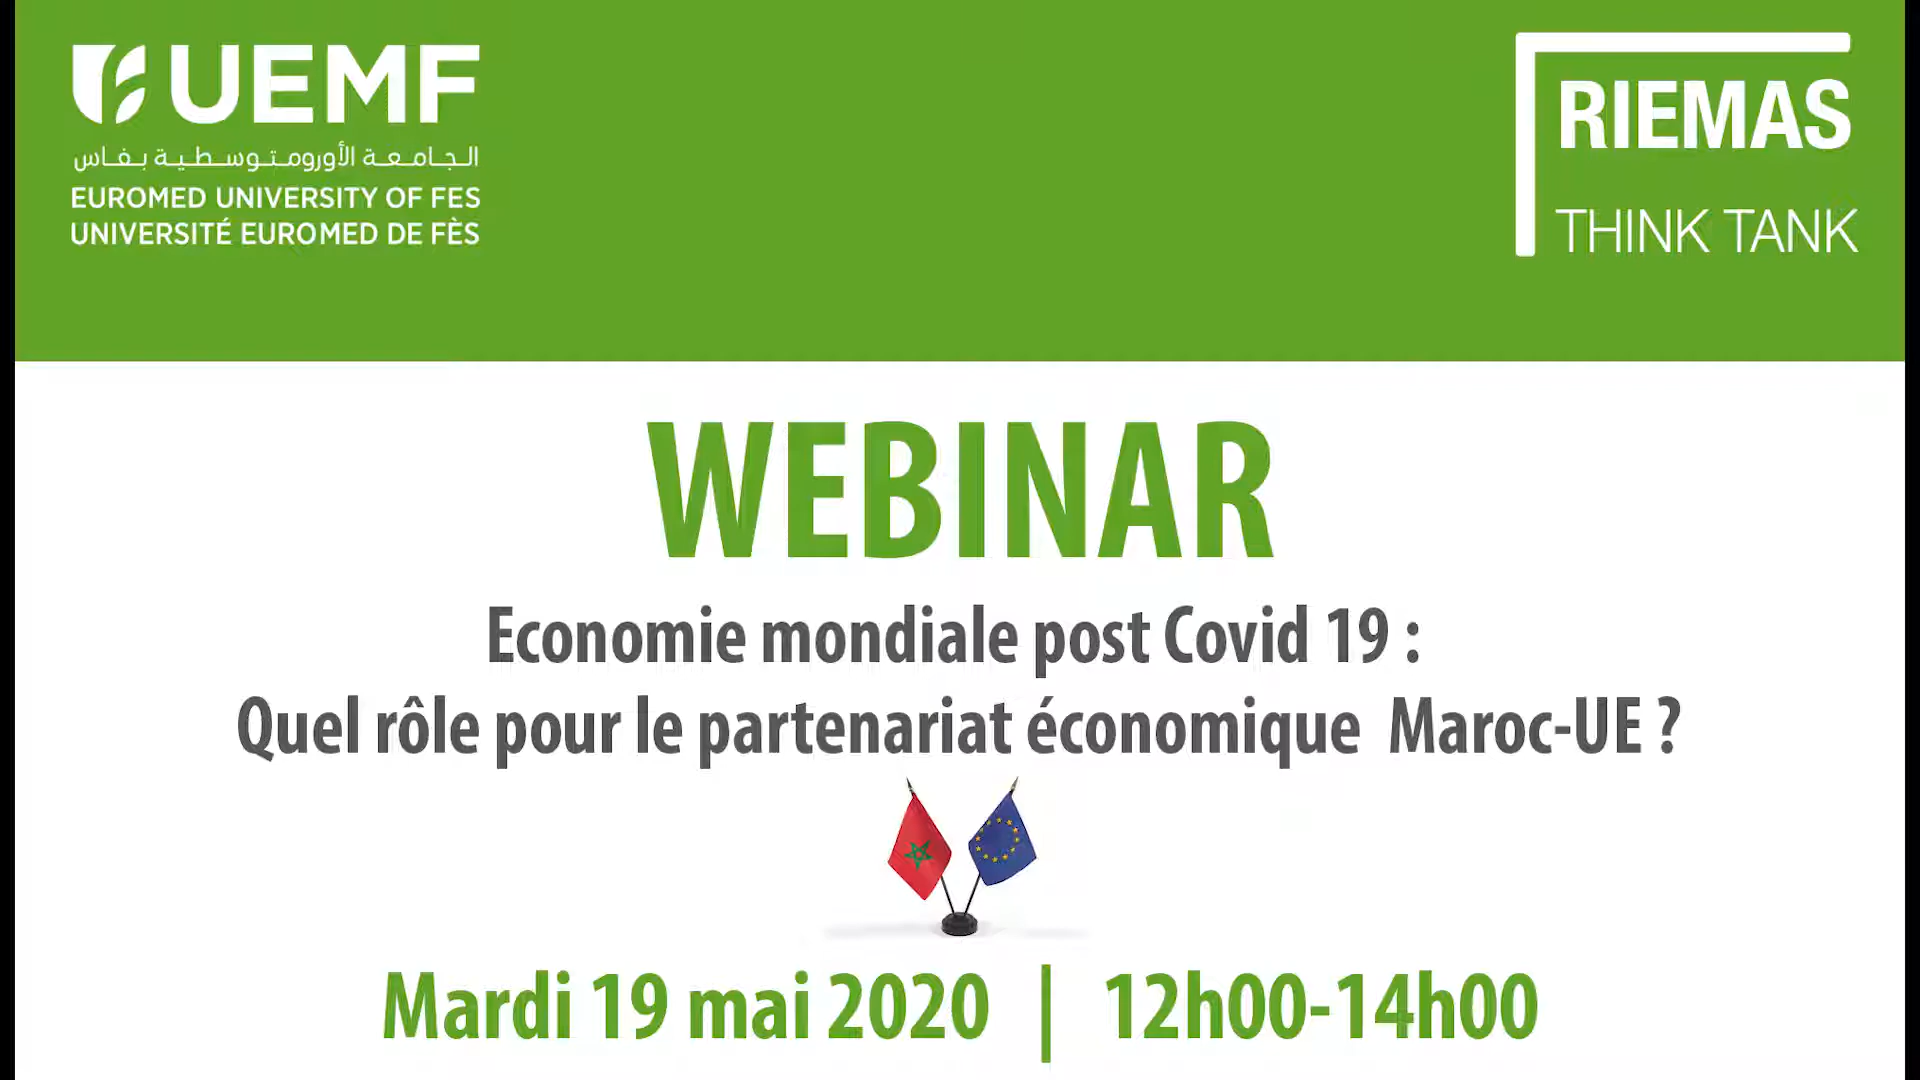 UEMF
الجامعة الأورومتوسطية بفاس
EUROMED UNIVERSITY OF FES
UNIVERSITÉ EUROMED DE FÈS
RIEMAS
THINK TANK
WEBINAR
Economie mondiale post Covid 19 :
Quel rôle pour le partenariat économique Maroc-UE ?
Mardi 19 mai 2020 | 12h00-14h00